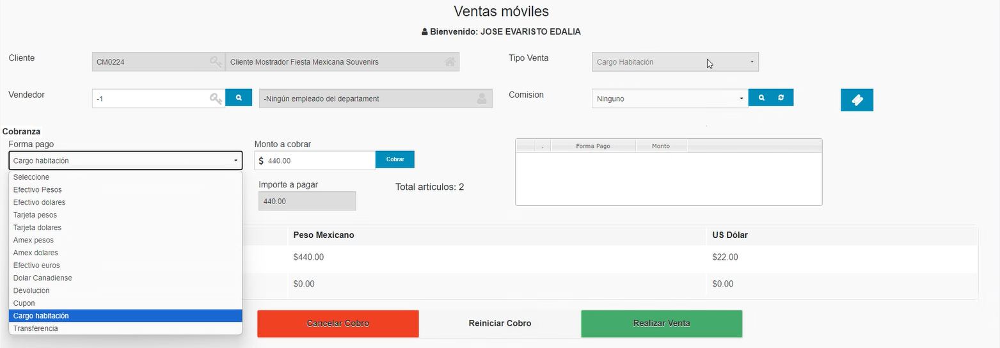 Ventas móviles
Bienvenido: JOSE EVARISTO EDALIA
Cliente
CM0224
Cliente Mostrador Fiesta Mexicana Souvenirs
Tipo Venta
Cargo Habitación
Vendedor
-1
-Ningún empleado del department
Comision
Ninguno
Cobranza
Forma pago
Cargo habitación
Monto a cobrar
$ 440.00
Cobrar
Importe a pagar
440.00
Total artículos: 2
. Forma Pago Monto
Seleccione
Efectivo Pesos
Efectivo dolares
Tarjeta pesos
Tarjeta dolares
Amex pesos
Amex dolares
Efectivo euros
Dolar Canadiense
Devolucion
Cupon
Cargo habitación
Transferencia
Peso Mexicano US Dólar
$440.00 $22.00
$0.00 $0.00
Cancelar Cobro
Reiniciar Cobro
Realizar Venta